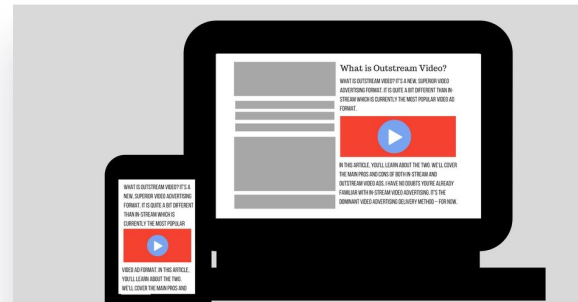 What is Outstream Video?
WHAT IS OUTSTREAM VIDEO? IT'S A NEW, SUPERIOR VIDEO
ADVERTISING FORMAT. IT IS QUITE A BIT DIFFERENT THAN IN-
STREAM WHICH IS CURRENTLY THE MOST POPULAR VIDEO AD
FORMAT.
IN THIS ARTICLE, YOU'LL LEARN ABOUT THE TWO. WE'LL COVER
THE MAIN PROS AND CONS OF BOTH IN-STREAM AND
OUTSTREAM VIDEO ADS. I HAVE NO DOUBTS YOU'RE ALREADY
FAMILIAR WITH IN-STREAM VIDEO ADVERTISING. IT'S THE
DOMINANT VIDEO ADVERTISING DELIVERY METHOD – FOR NOW.
WHAT IS OUTSTREAM VIDEO? IT'S A
NEW, SUPERIOR VIDEO ADVERTISING
FORMAT. IT IS QUITE A BIT DIFFERENT
THAN IN-STREAM WHICH IS
CURRENTLY THE MOST POPULAR
VIDEO AD FORMAT. IN THIS ARTICLE,
YOU'LL LEARN ABOUT THE TWO.
WE'LL COVER THE MAIN PROS AND